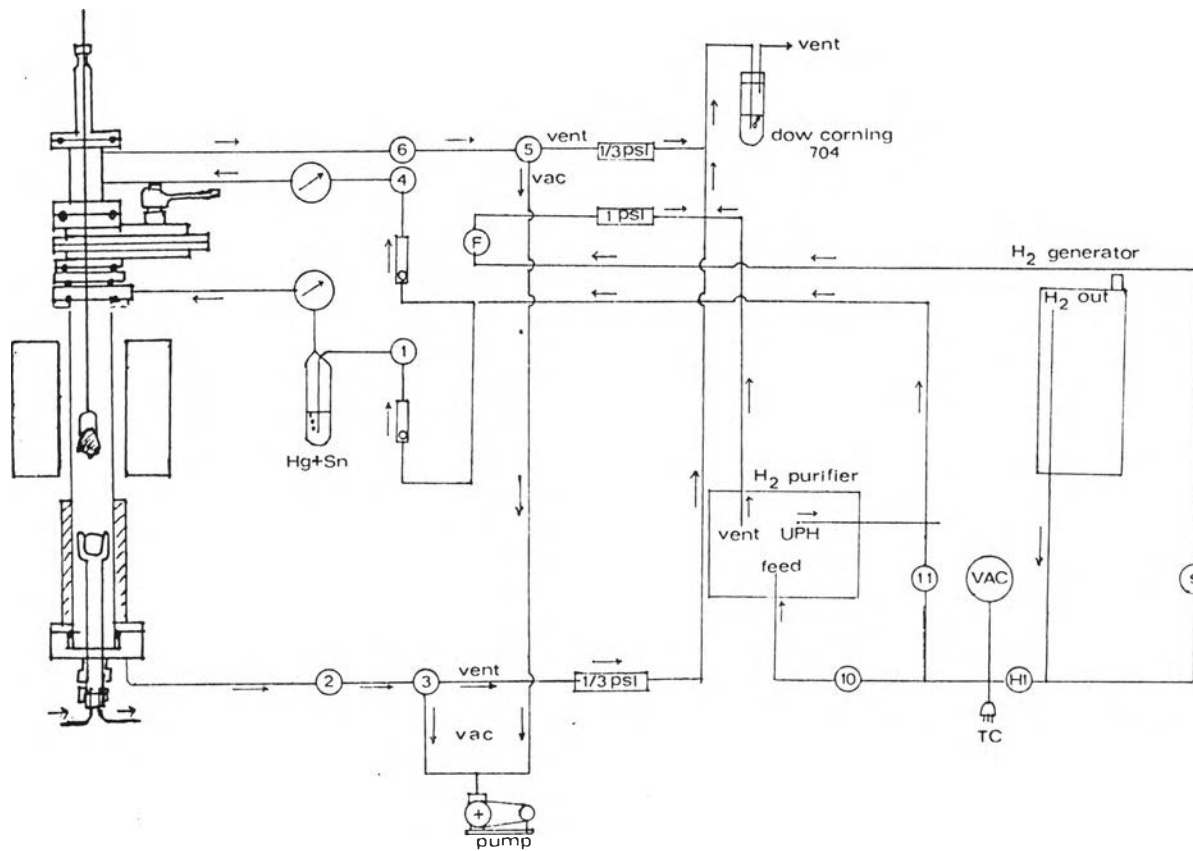 vent
dow corning
704
6
5
vent
1/3 psi
vac
4
1 psi
F
H2 generator
H2 out
1
Hg+Sn
H2 purifier
vent
UPH
feed
11
VAC
2
3
vent
1/3 psi
10
H1
TC
vac
pump